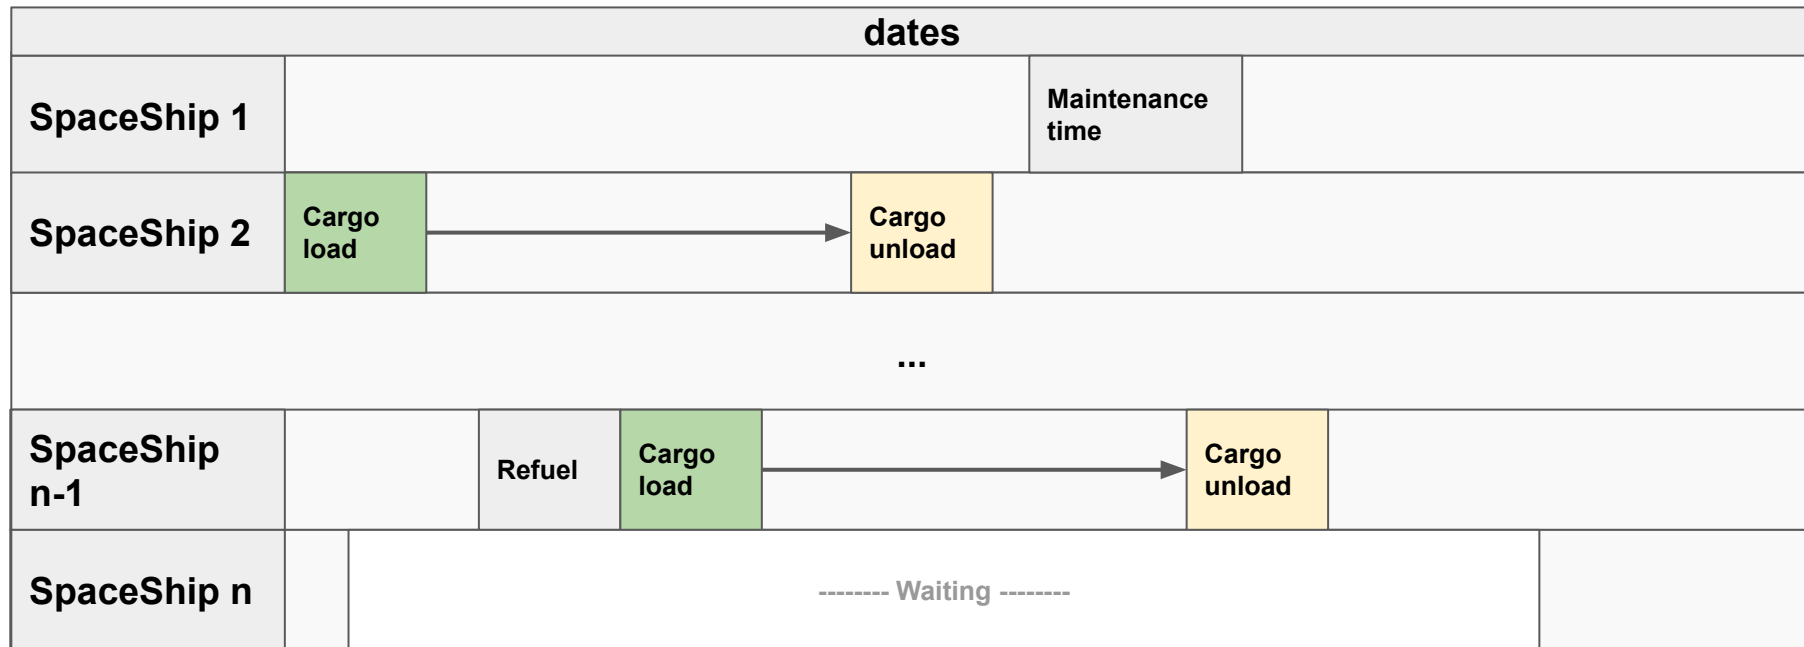 dates
SpaceShip 1
Maintenance
time
SpaceShip 2
Cargo
load
Cargo
unload
...
SpaceShip
n-1
Refuel
Cargo
load
Cargo
unload
SpaceShip n
-------- Waiting --------